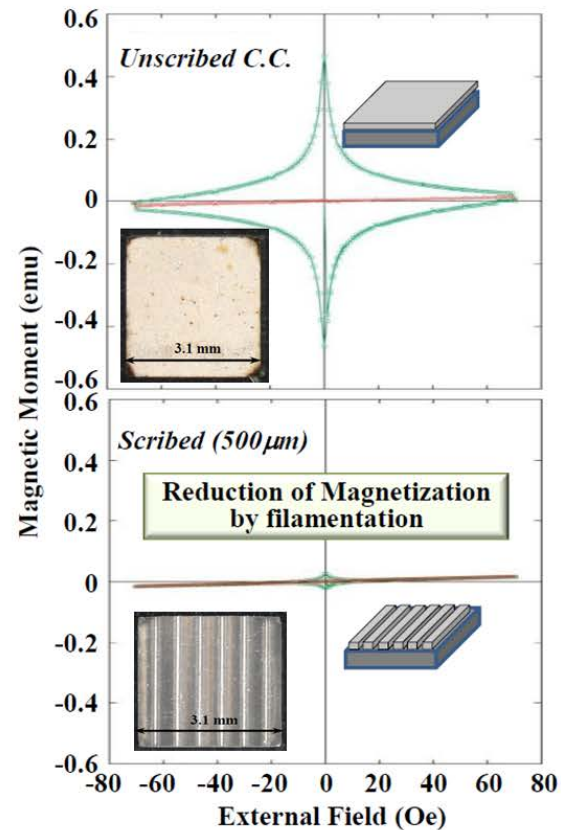 0.6
Unscribed C.C.
0.4
0.2
0
-0.2
3.1 mm
-0.4
-0.6
Scribed (500μm)
0.4
Reduction of Magnetization
by filamentation
0.2
0
-0.2
3.1 mm
-0.4
-0.6
-80 -60 -40 -20 0 20 40 60 80
External Field (Oe)
Magnetic Moment (emu)